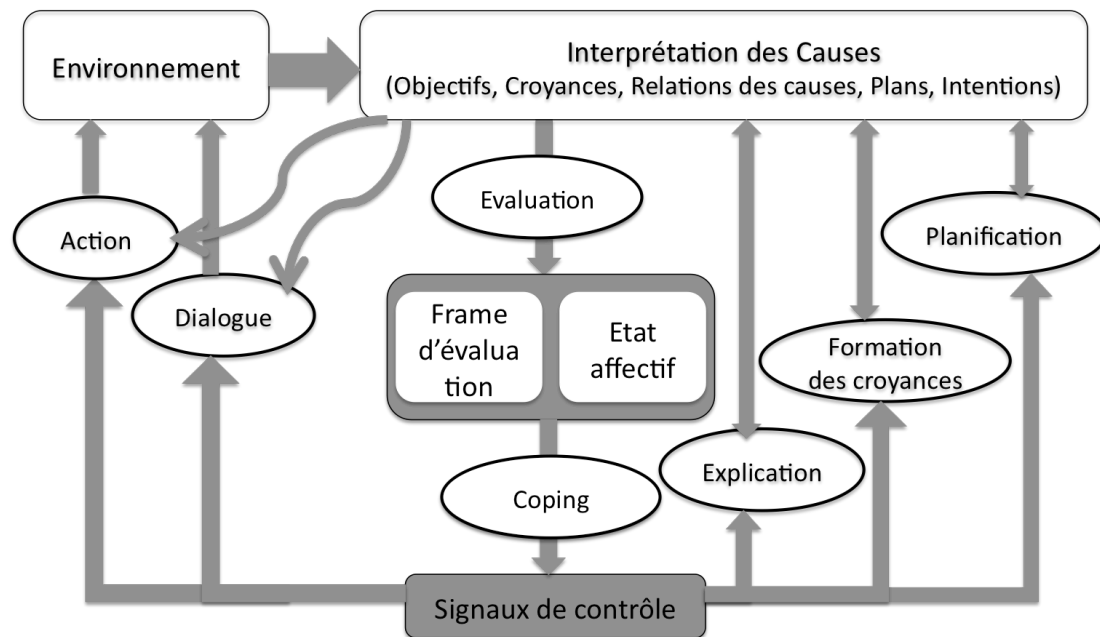 Environnement
Interprétation des Causes
(Objectifs, Croyances, Relations des causes, Plans, Intentions)
Evaluation
Action
Planification
Dialogue
Frame
d'évalua
tion
Etat
affectif
Formation
des croyances
Explication
Coping
Signaux de contrôle